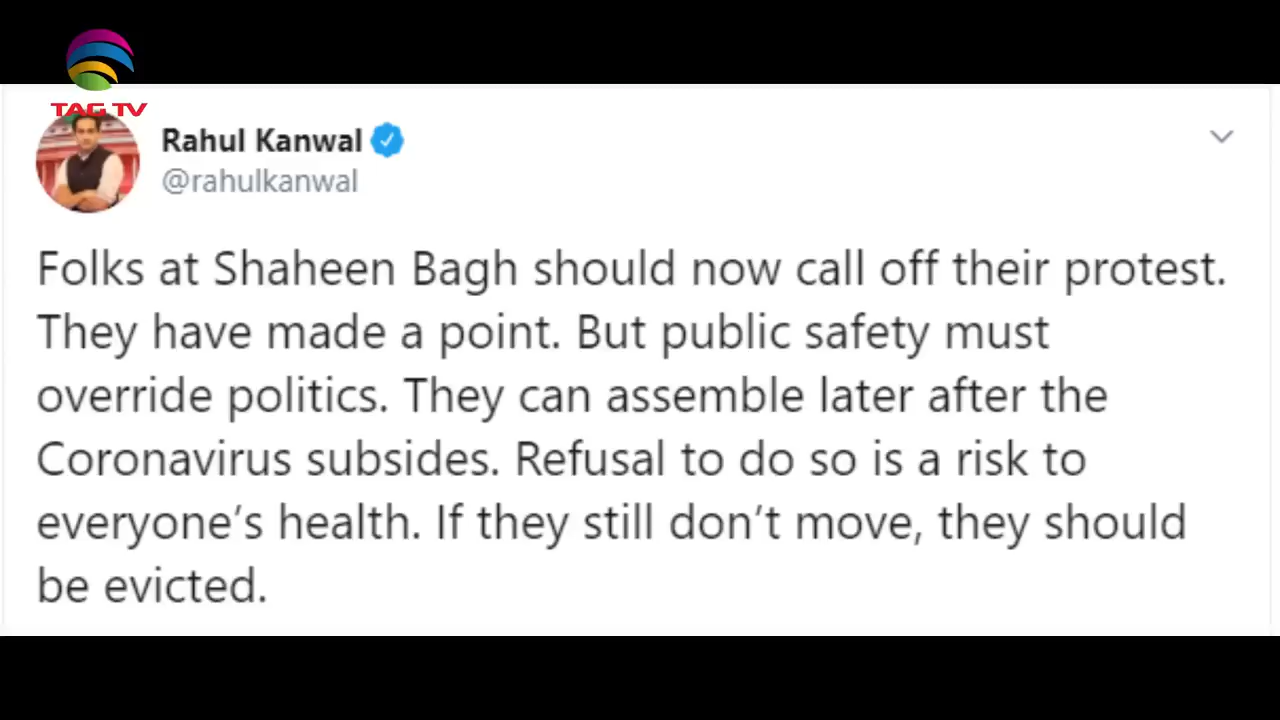 TAG TV
Rahul Kanwal
@rahulkanwal
Folks at Shaheen Bagh should now call off their protest.
They have made a point. But public safety must
override politics. They can assemble later after the
Coronavirus subsides. Refusal to do so is a risk to
everyone’s health. If they still don’t move, they should
be evicted.